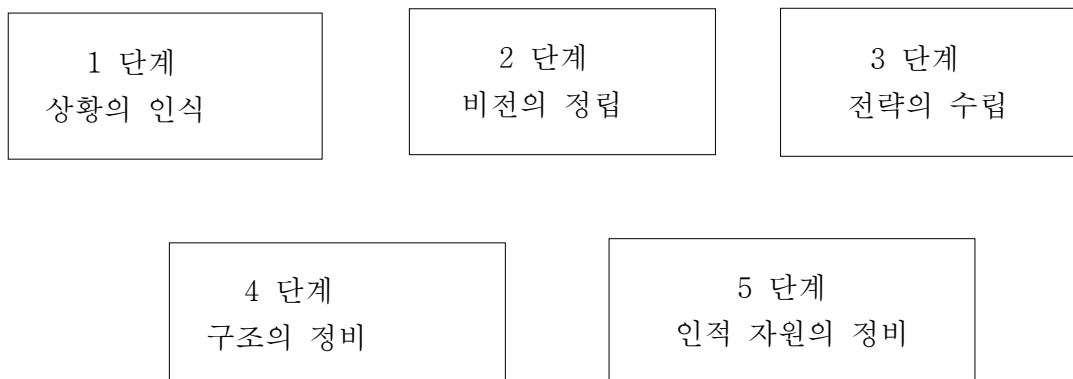 1 단계
상황의 인식
2 단계
비전의 정립
3 단계
전략의 수립
4 단계
구조의 정비
5 단계
인적 자원의 정비